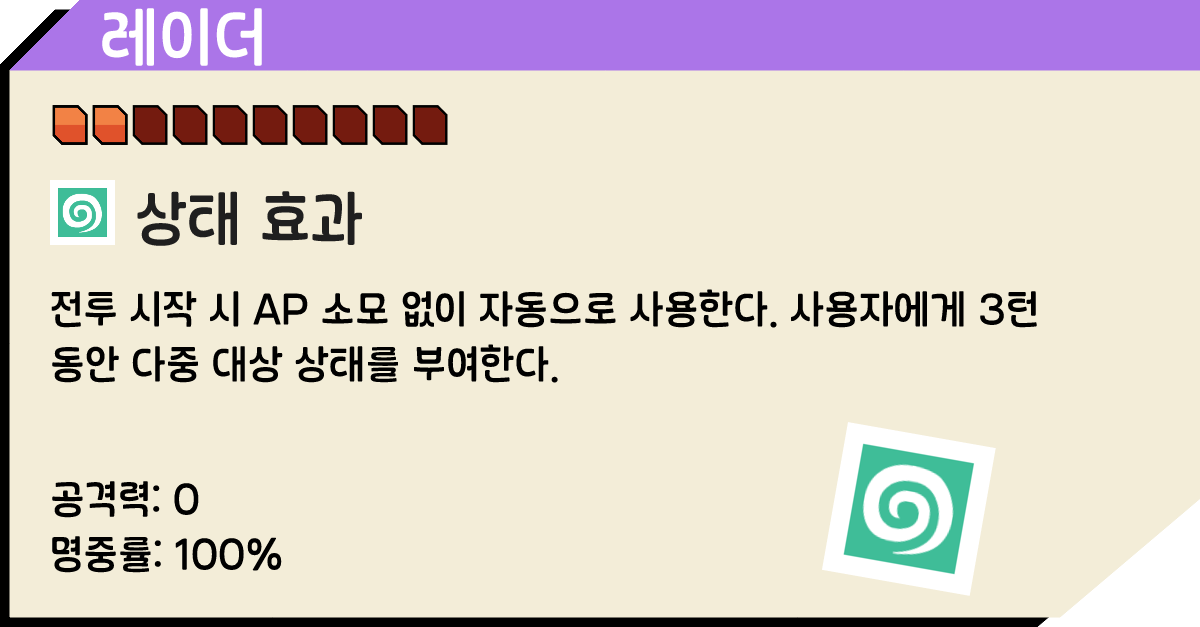 레이더
상태 효과
전투 시작 시 AP 소모 없이 자동으로 사용한다. 사용자에게 3턴
동안 다중 대상 상태를 부여한다.
공격력: 0
명중률: 100%